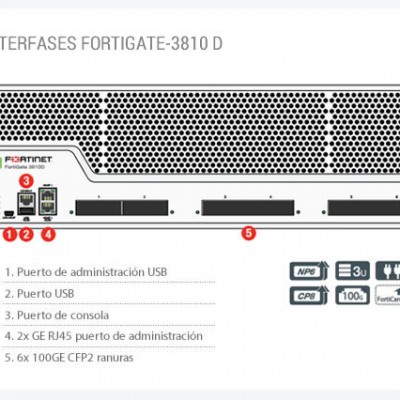 TERFASES FORTIGATE-3810 D
FORTINET
FortiGate 3810D
1 2
3
1 2 4
5
1. Puerto de administración USB
2. Puerto USB
3. Puerto de consola
4. 2x GE RJ45 puerto de administración
5. 6x 100GE CFP2 ranuras
NP6 3U
CP8 100G FortiCar